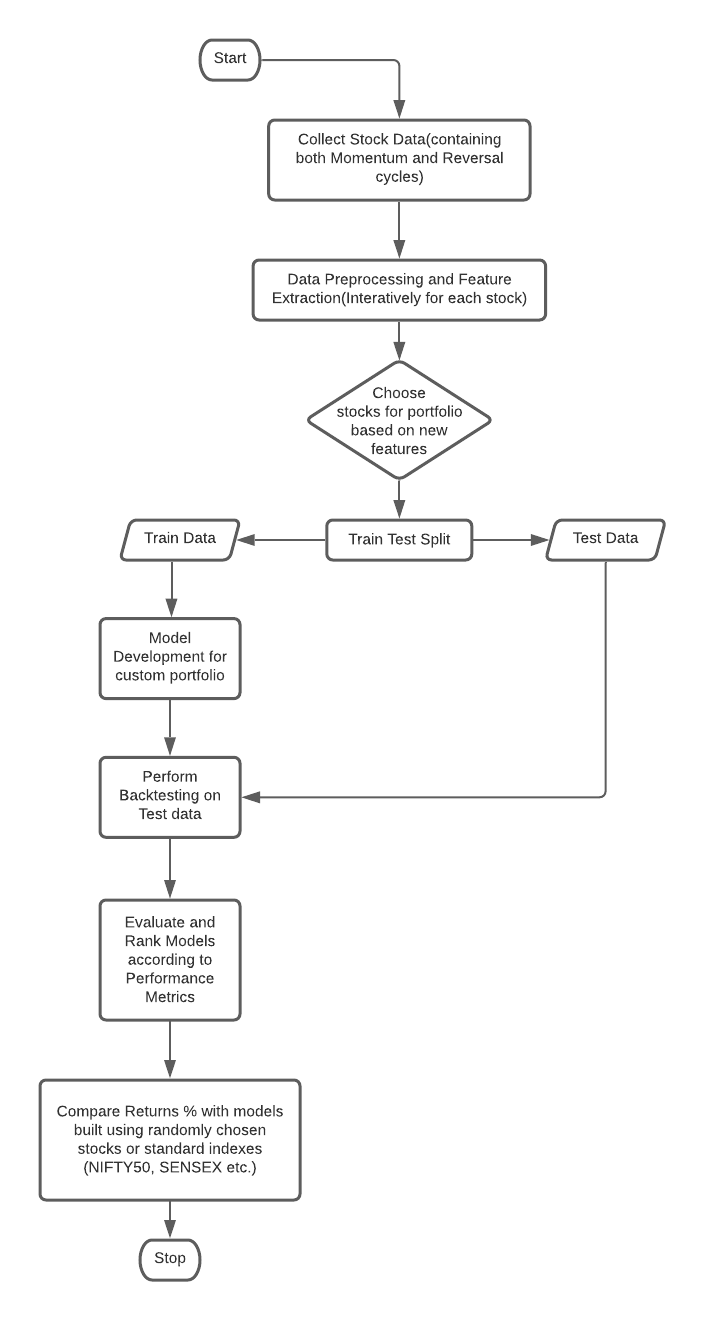 Start
Collect Stock Data(containing
both Momentum and Reversal
cycles)
Data Preprocessing and Feature
Extraction(Interatively for each stock)
Choose
stocks for portfolio
based on new
features
Train Data
Train Test Split
Test Data
Model
Development for
custom portfolio
Perform
Backtesting on
Test data
Evaluate and
Rank Models
according to
Performance
Metrics
Compare Returns % with models
built using randomly chosen
stocks or standard indexes
(NIFTY50, SENSEX etc.)
Stop